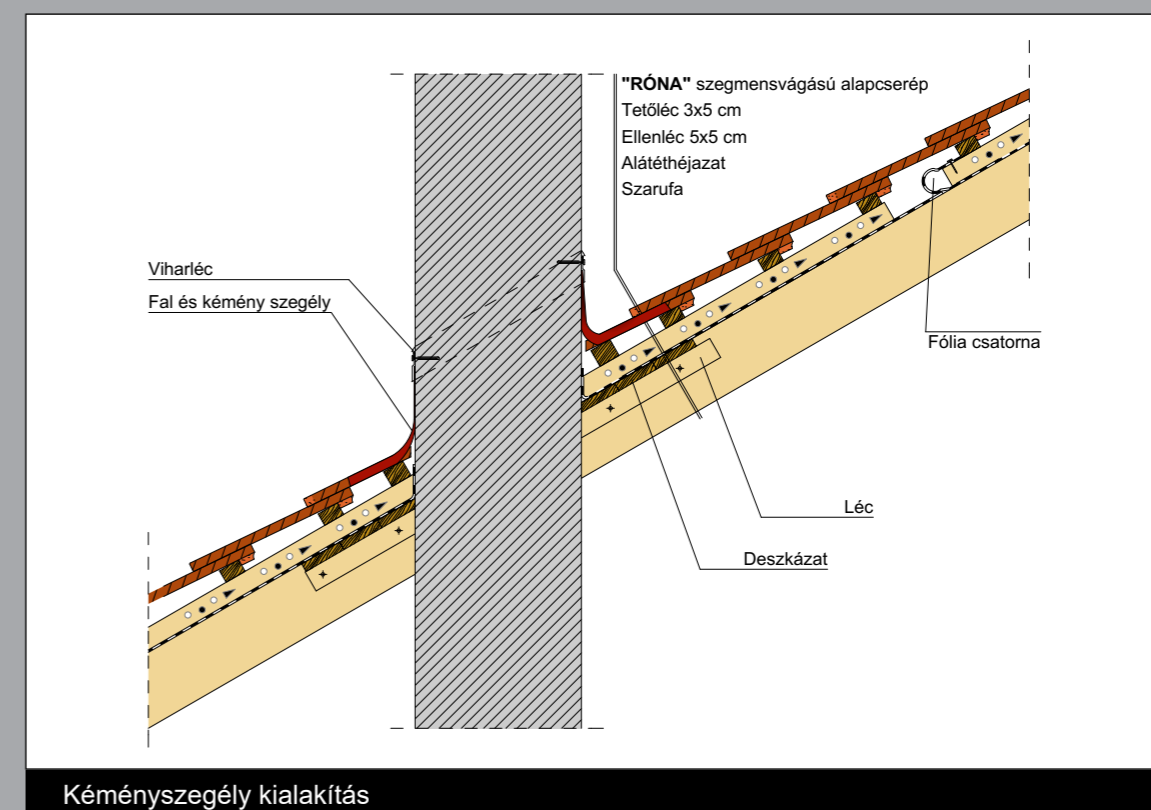 "RÓNA" szegmensvágású alapcserép
Tetőléc 3x5 cm
Ellenléc 5x5 cm
Alátéthéjazat
Szarufa
Viharléc
Fal és kémény szegély
Fólia csatorna
Léc
Deszkázat
Kéményszegély kialakítás